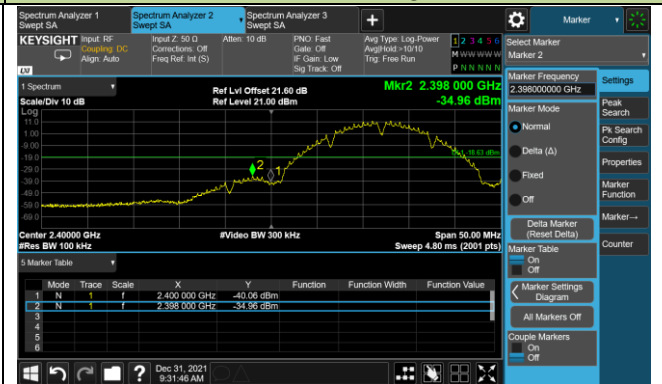 Spectrum Analyzer 1
Swept SA
Spectrum Analyzer 2
Swept SA
Spectrum Analyzer 3
Swept SA
Marker
KEYSIGHT
Input: RF
Coupling: DC
Align: Auto
Input Z: 50 Ω
Corrections: Off
Freq Ref: Int (S)
Atten: 10 dB
PNO: Fast
Gate: Off
IF Gain: Low
Sig Track: Off
Avg Type: Log-Power
Avg|Hold:>10/10
Trig: Free Run
1 2 3 4 5 6
M W W W W W
P N N N N N
LXI
Select Marker
Marker 2
1 Spectrum
Scale/Div 10 dB
Ref Lvl Offset 21.60 dB
Ref Level 21.00 dBm
Mkr2 2.398 000 GHz
-34.96 dBm
Log
11.0
1.00
-9.00
-19.0
-29.0
-39.0
-49.0
-59.0
-69.0
2
1
-18.63 dBm
Center 2.40000 GHz
#Res BW 100 kHz
#Video BW 300 kHz
Span 50.00 MHz
Sweep 4.80 ms (2001 pts)
5 Marker Table
Mode Trace Scale X Y Function Function Width Function Value
1 N 1 f 2.400 000 GHz -40.06 dBm
2 N 1 f 2.398 000 GHz -34.96 dBm
3
4
5
6
Dec 31, 2021
9:31:46 AM
Marker Frequency
2.398000000 GHz
Marker Mode
Normal
Delta (Δ)
Fixed
Off
Delta Marker
(Reset Delta)
Marker Table
On
Off
Marker Settings
Diagram
All Markers Off
Couple Markers
On
Off
Settings
Peak
Search
Pk Search
Config
Properties
Marker
Function
Marker→
Counter